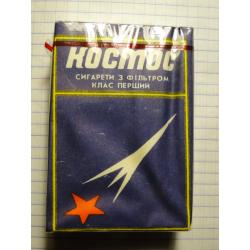 Космос
СИГАРЕТИ З ФІЛЬТРОМ
КЛАС ПЕРШИЙ